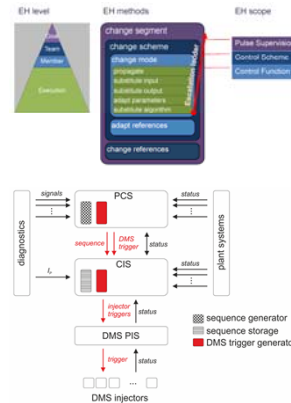 EH level
EH methods
EH scope
Team
Member
Execution
change segment
change scheme
change mode
propagate
substitute input
substitute output
adapt parameters
substitute algorithm
adapt references
change references
Escalation ladder
Pulse Supervision
Control Scheme
Control Function
signals
status
PCS
diagnostics
plant systems
sequence
DMS
trigger
status
status
CIS
injector
triggers
status
DMS PIS
trigger
status
DMS injectors
sequence generator
sequence storage
DMS trigger generator